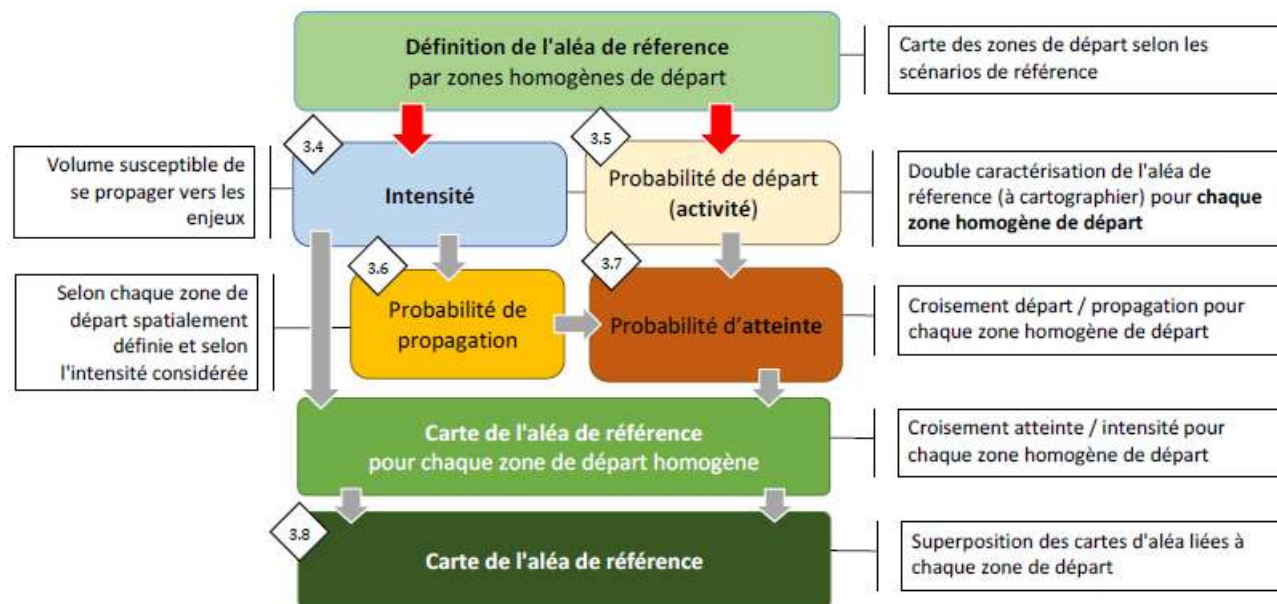 Définition de l'aléa de réference
par zones homogènes de départ
Carte des zones de départ selon les
scénarios de référence
3.4
3.5
Volume susceptible de
se propager vers les
enjeux
Intensité
Probabilité de départ
(activité)
Double caractérisation de l'aléa de
réference (à cartographier) pour chaque
zone homogène de départ
3.6
3.7
Selon chaque zone de
départ spatialement
définie et selon
l'intensité considérée
Probabilité de
propagation
Probabilité d'atteinte
Croisement départ / propagation pour
chaque zone homogène de départ
Carte de l'aléa de référence
pour chaque zone de départ homogène
Croisement atteinte / intensité pour
chaque zone homogène de départ
3.8
Carte de l'aléa de référence
Superposition des cartes d'aléa liées à
chaque zone de départ